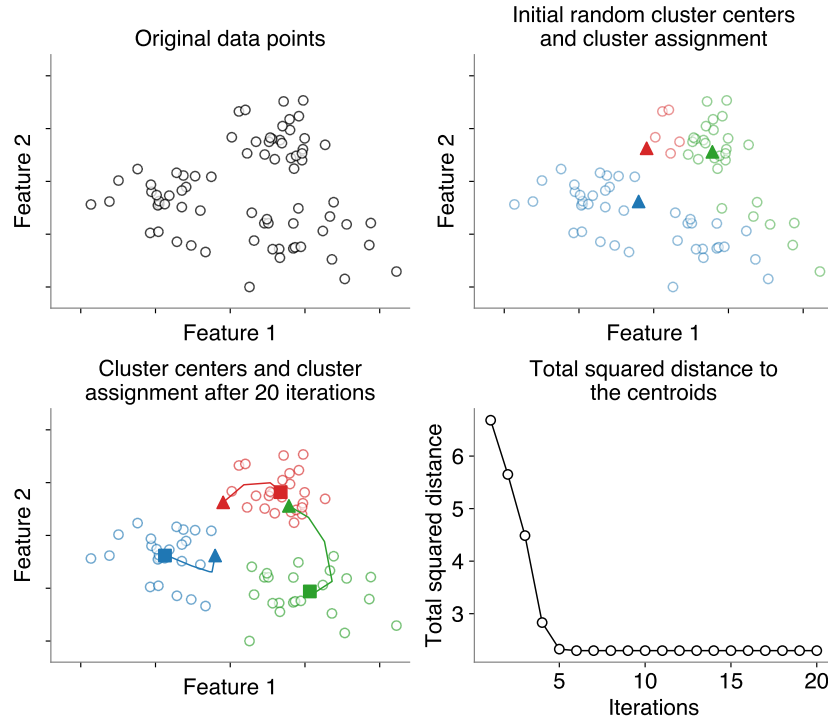 Original data points
Feature 2
Feature 1
Initial random cluster centers
and cluster assignment
Feature 2
Feature 1
Cluster centers and cluster
assignment after 20 iterations
Feature 2
Feature 1
Total squared distance to
the centroids
Total squared distance
6
5
4
3
5
10
15
20
Iterations